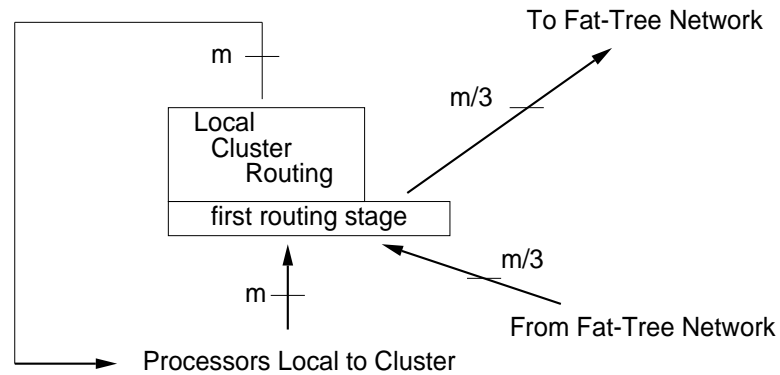 To Fat-Tree Network
m
m/3
Local
Cluster
Routing
first routing stage
m/3
m
From Fat-Tree Network
Processors Local to Cluster